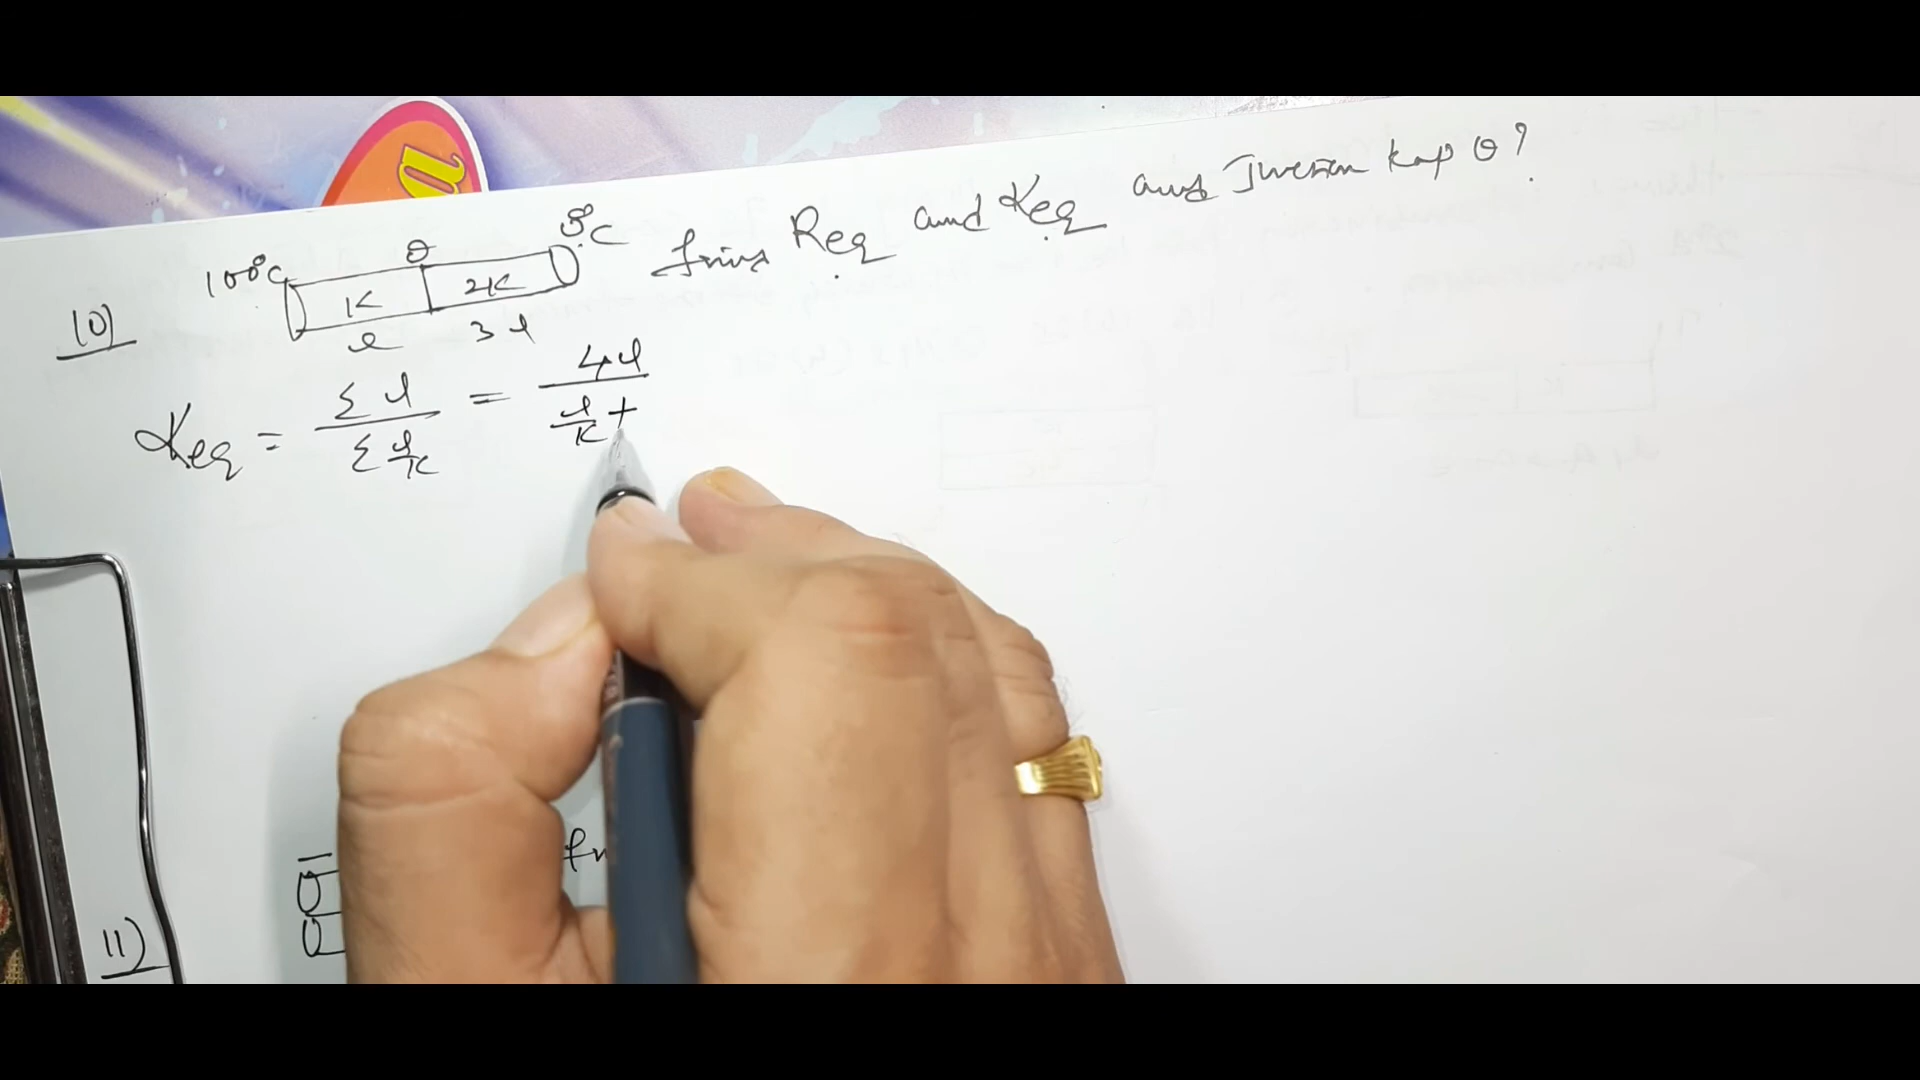 10) 100°C θ 0°C find Req and Keq and Junction temp θ?
K 2K
l 3l
Keq = Σl / Σl/K = 4l / l/K +
11)